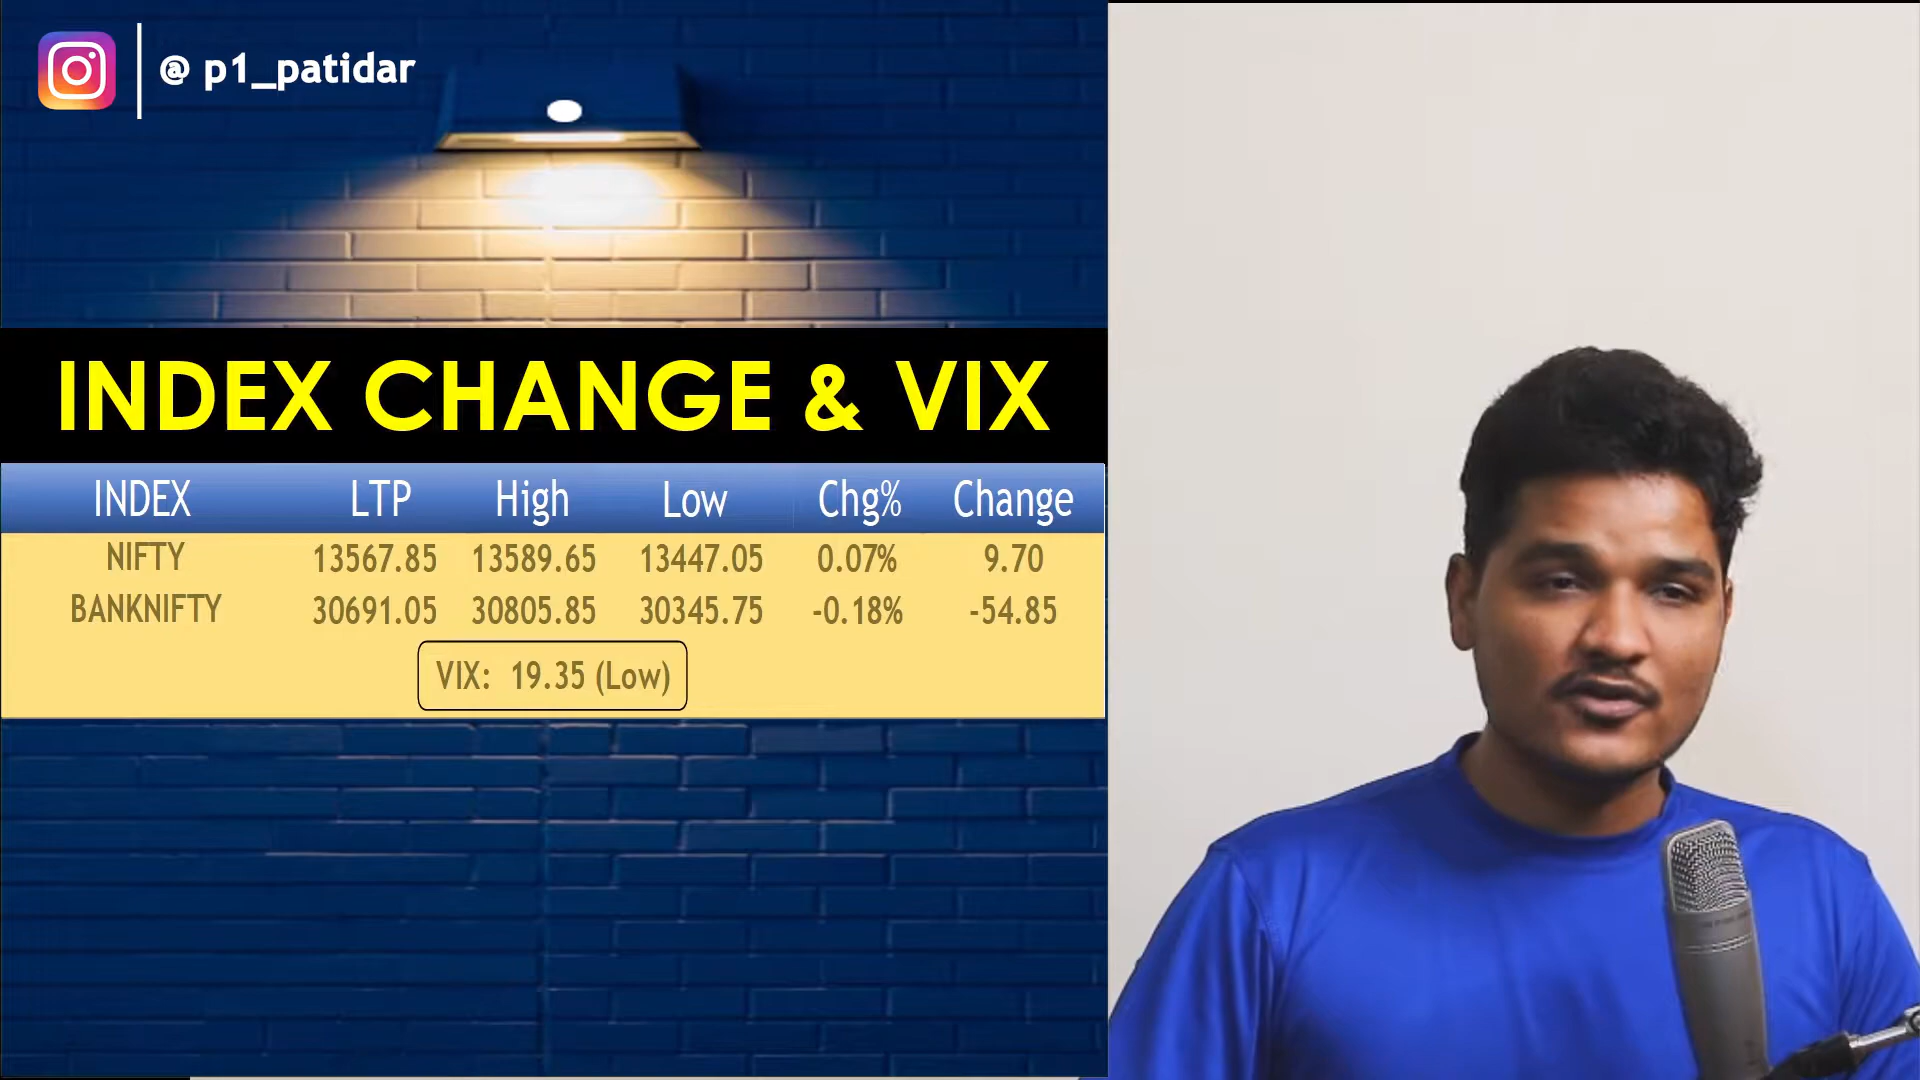 @ p1_patidar
INDEX CHANGE & VIX
INDEX LTP High Low Chg% Change
NIFTY 13567.85 13589.65 13447.05 0.07% 9.70
BANKNIFTY 30691.05 30805.85 30345.75 -0.18% -54.85
VIX: 19.35 (Low)